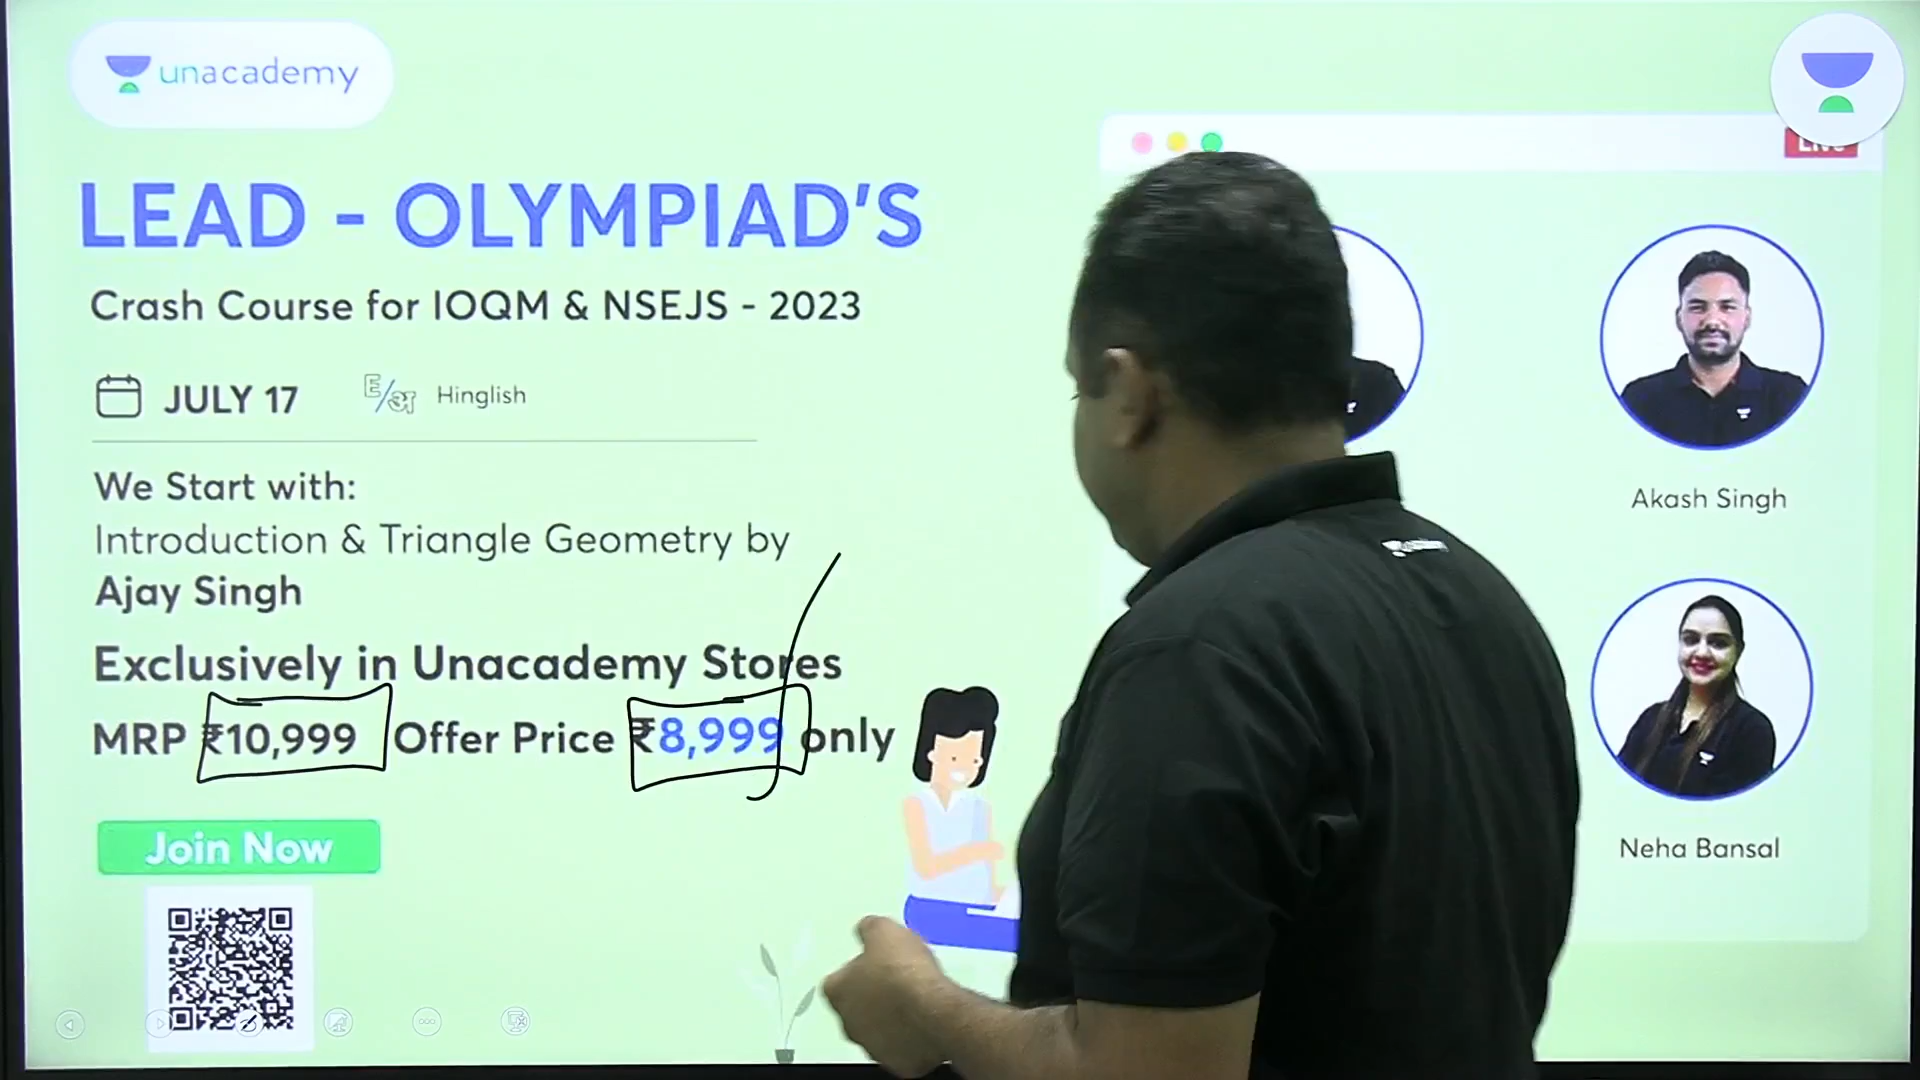 unacademy
LEAD - OLYMPIAD'S
Crash Course for IOQM & NSEJS - 2023
JULY 17
E/अ Hinglish
We Start with:
Introduction & Triangle Geometry by
Ajay Singh
Exclusively in Unacademy Stores
MRP ₹10,999 Offer Price ₹8,999 only
Join Now
LIVE
Akash Singh
Neha Bansal